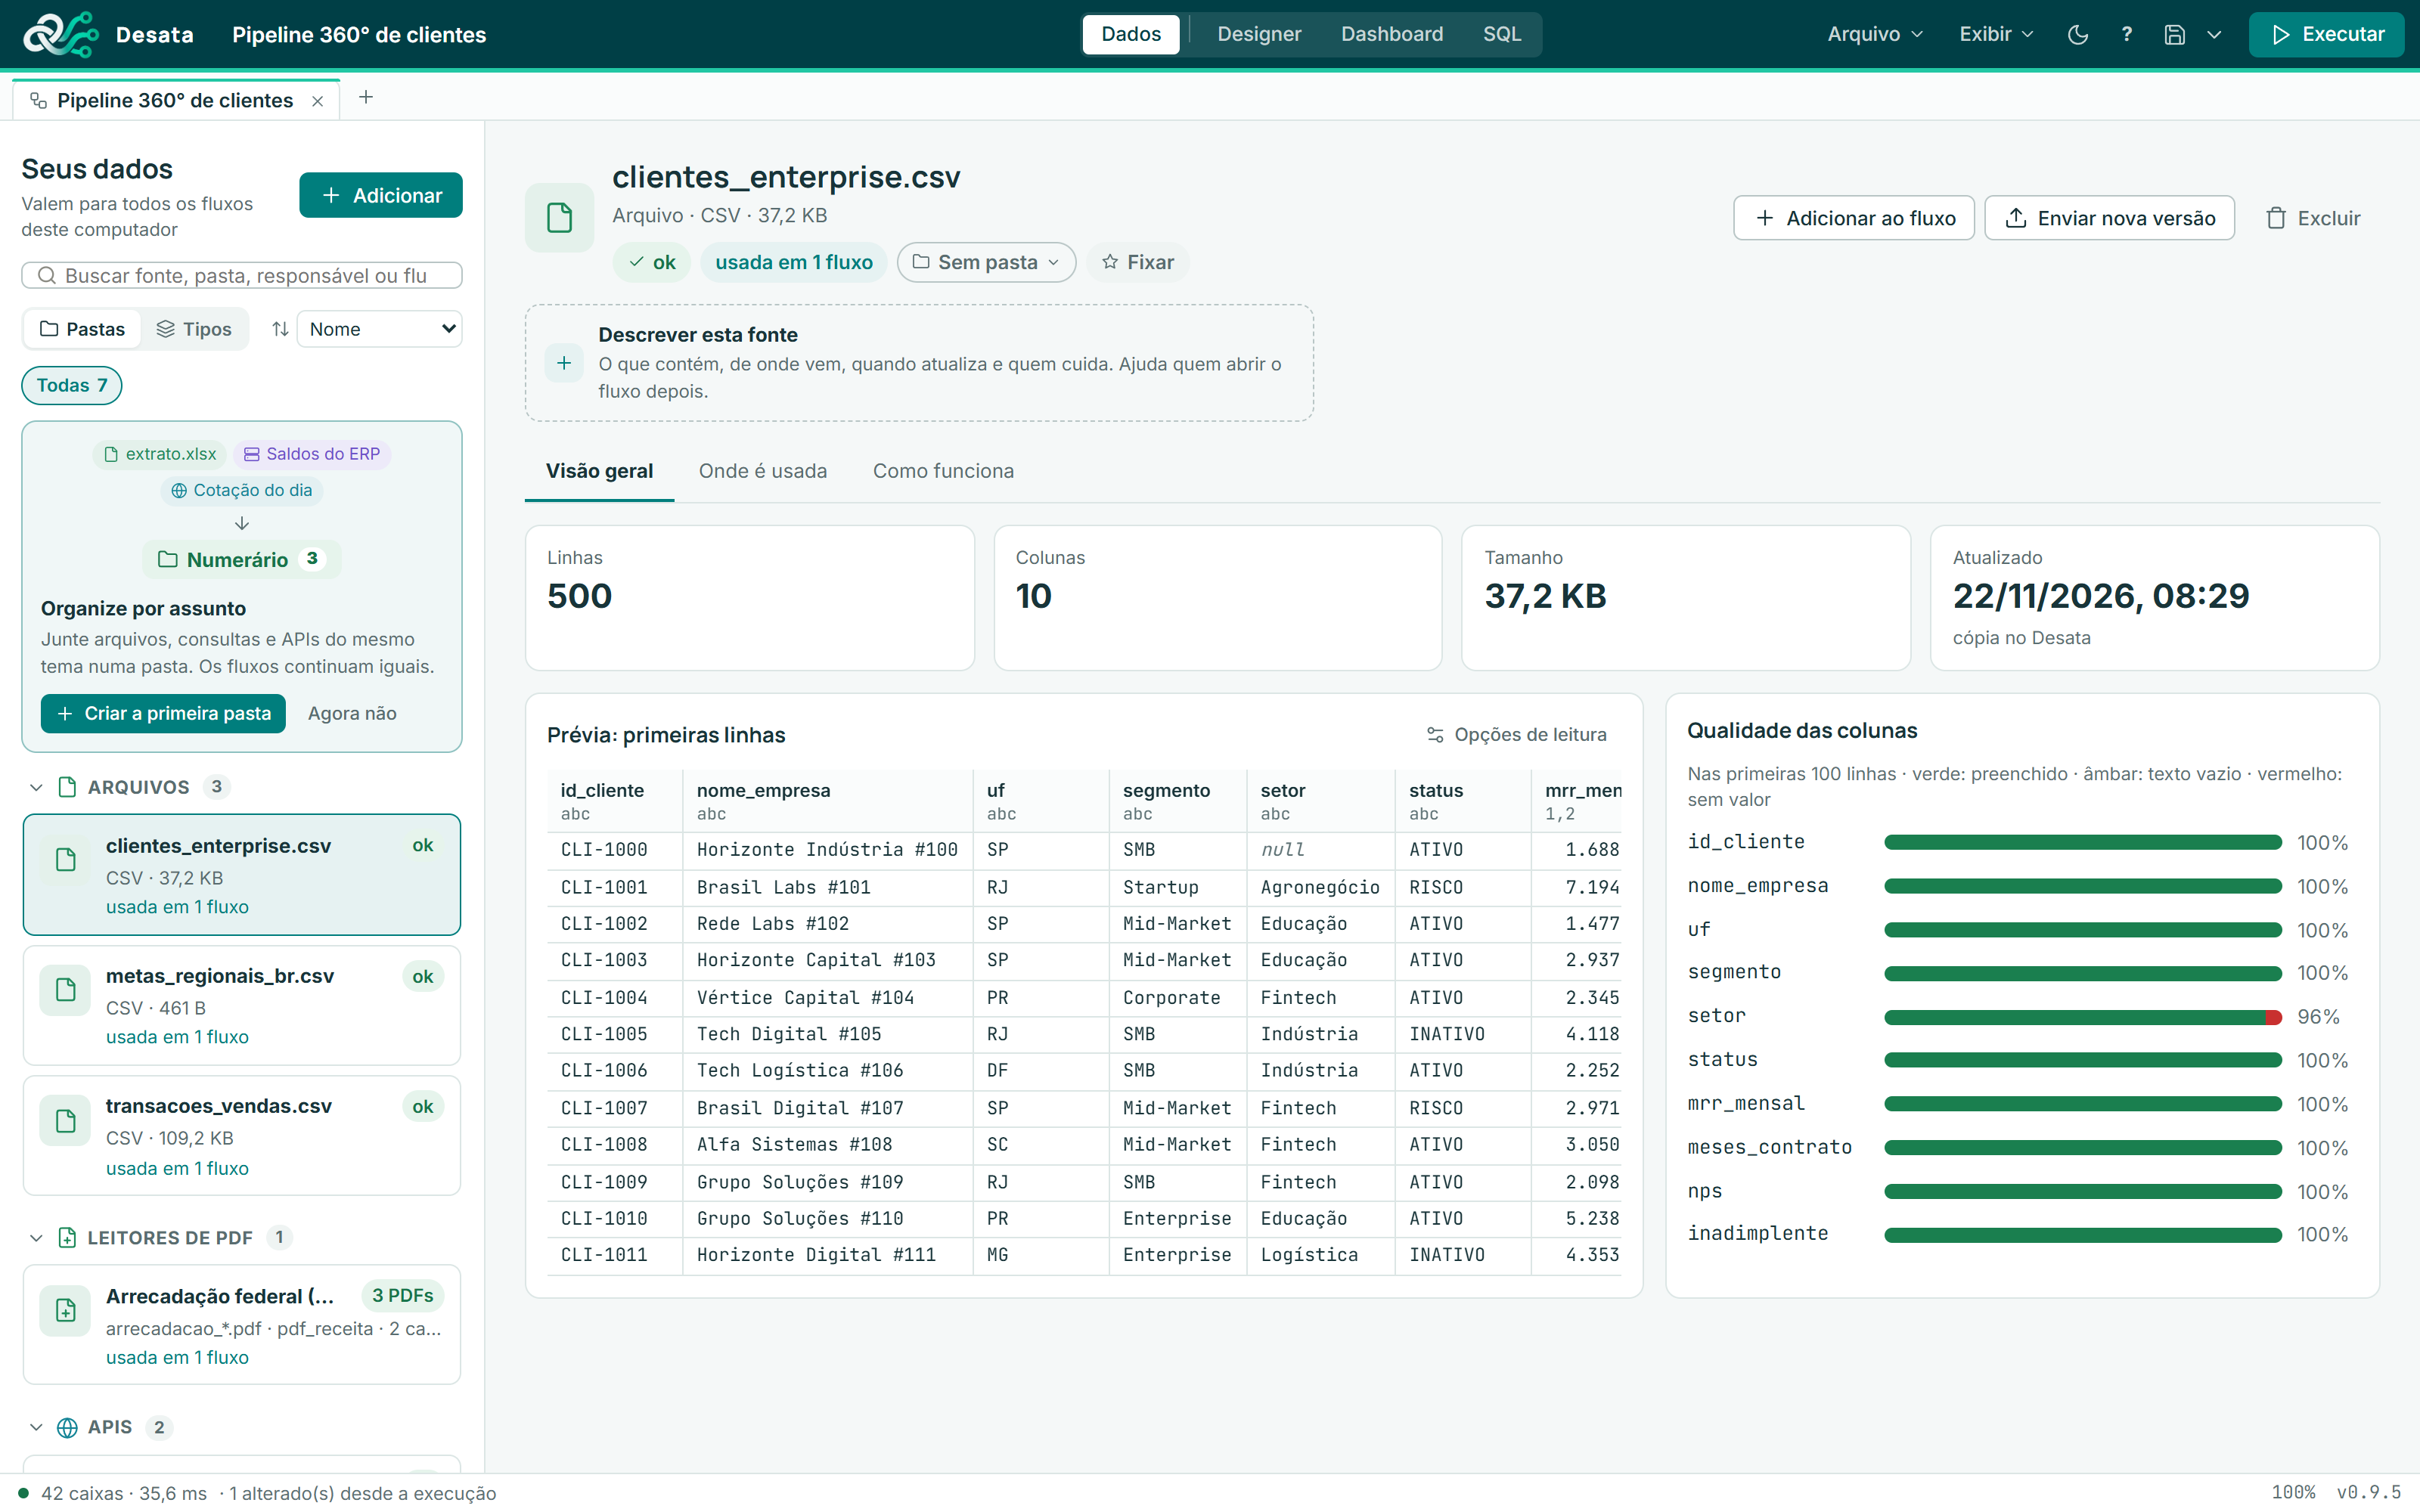 Desata
Pipeline 360° de clientes
Dados
Designer
Dashboard
SQL
Arquivo
Exibir
?
Executar
Pipeline 360° de clientes
Seus dados
Valem para todos os fluxos
deste computador
Adicionar
Buscar fonte, pasta, responsável ou flu
Pastas
Tipos
Nome
Todas 7
extrato.xlsx
Saldos do ERP
Cotação do dia
Numerário 3
Organize por assunto
Junte arquivos, consultas e APIs do mesmo
tema numa pasta. Os fluxos continuam iguais.
Criar a primeira pasta
Agora não
ARQUIVOS 3
clientes_enterprise.csv ok
CSV · 37,2 KB
usada em 1 fluxo
metas_regionais_br.csv ok
CSV · 461 B
usada em 1 fluxo
transacoes_vendas.csv ok
CSV · 109,2 KB
usada em 1 fluxo
LEITORES DE PDF 1
Arrecadação federal (... 3 PDFs
arrecadacao_*.pdf · pdf_receita · 2 ca...
usada em 1 fluxo
APIS 2
clientes_enterprise.csv
Arquivo · CSV · 37,2 KB
ok
usada em 1 fluxo
Sem pasta
Fixar
Adicionar ao fluxo
Enviar nova versão
Excluir
Descrever esta fonte
O que contém, de onde vem, quando atualiza e quem cuida. Ajuda quem abrir o
fluxo depois.
Visão geral
Onde é usada
Como funciona
Linhas
500
Colunas
10
Tamanho
37,2 KB
Atualizado
22/11/2026, 08:29
cópia no Desata
Prévia: primeiras linhas
Opções de leitura
id_cliente nome_empresa uf segmento setor status mrr_men
abc abc abc abc abc abc 1,2
CLI-1000 Horizonte Indústria #100 SP SMB null ATIVO 1.688
CLI-1001 Brasil Labs #101 RJ Startup Agronegócio RISCO 7.194
CLI-1002 Rede Labs #102 SP Mid-Market Educação ATIVO 1.477
CLI-1003 Horizonte Capital #103 SP Mid-Market Educação ATIVO 2.937
CLI-1004 Vértice Capital #104 PR Corporate Fintech ATIVO 2.345
CLI-1005 Tech Digital #105 RJ SMB Indústria INATIVO 4.118
CLI-1006 Tech Logística #106 DF SMB Indústria ATIVO 2.252
CLI-1007 Brasil Digital #107 SP Mid-Market Fintech RISCO 2.971
CLI-1008 Alfa Sistemas #108 SC Mid-Market Fintech ATIVO 3.050
CLI-1009 Grupo Soluções #109 RJ SMB Fintech ATIVO 2.098
CLI-1010 Grupo Soluções #110 PR Enterprise Educação ATIVO 5.238
CLI-1011 Horizonte Digital #111 MG Enterprise Logística INATIVO 4.353
Qualidade das colunas
Nas primeiras 100 linhas · verde: preenchido · âmbar: texto vazio · vermelho:
sem valor
id_cliente 100%
nome_empresa 100%
uf 100%
segmento 100%
setor 96%
status 100%
mrr_mensal 100%
meses_contrato 100%
nps 100%
inadimplente 100%
42 caixas · 35,6 ms · 1 alterado(s) desde a execução
100% v0.9.5